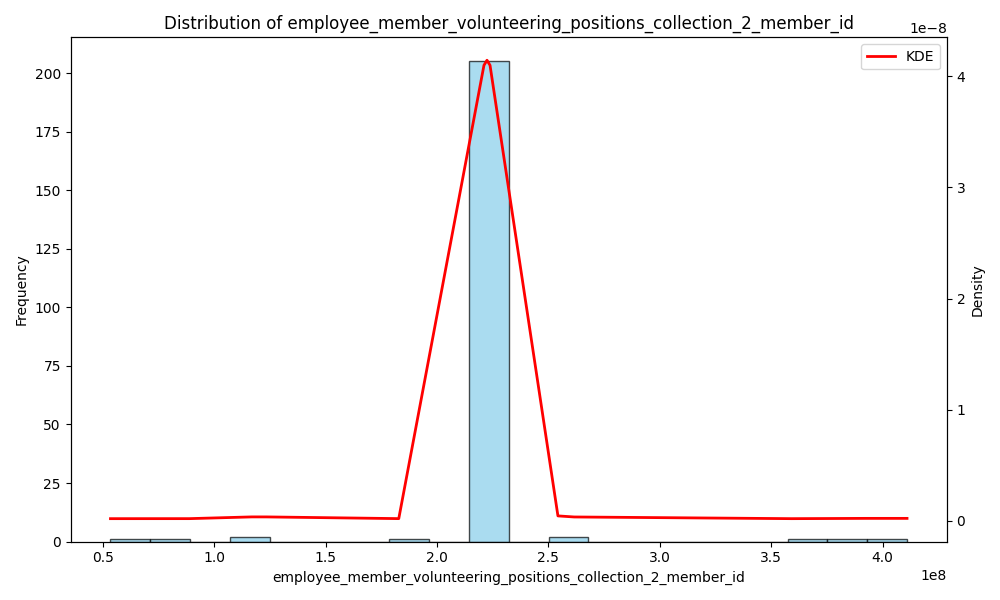 Distribution of employee_member_volunteering_positions_collection_2_member_id
1e−8
KDE
200
175
150
125
100
75
50
25
0
Frequency
4
3
2
1
0
Density
0.5 1.0 1.5 2.0 2.5 3.0 3.5 4.0
1e8
employee_member_volunteering_positions_collection_2_member_id